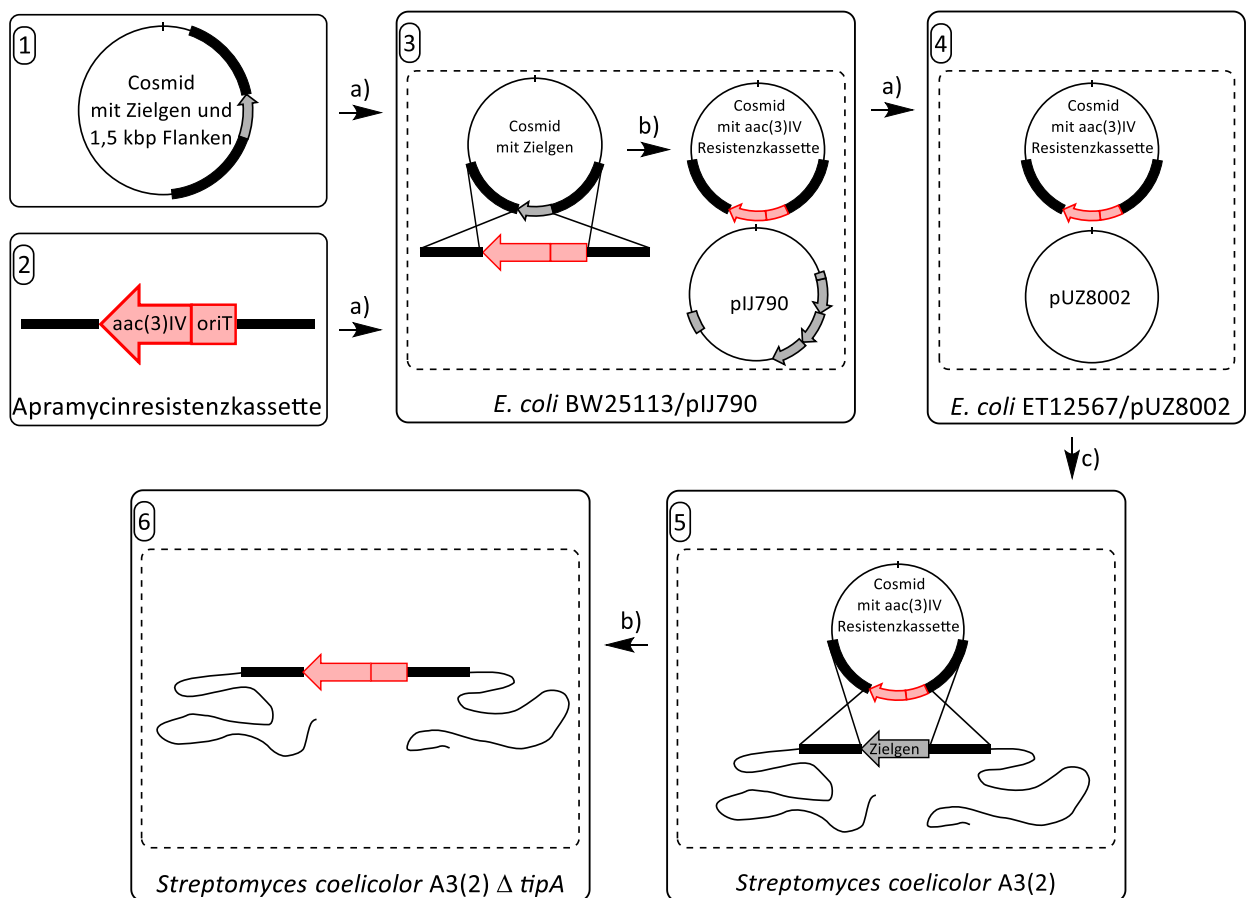 1
Cosmid
mit Zielgen und
1,5 kbp Flanken
a)
2
aac(3)IV
oriT
Apramycinresistenzkassette
a)
3
Cosmid
mit Zielgen
b)
Cosmid
mit aac(3)IV
Resistenzkassette
pIJ790
E. coli BW25113/pIJ790
a)
4
Cosmid
mit aac(3)IV
Resistenzkassette
pUZ8002
E. coli ET12567/pUZ8002
c)
5
Cosmid
mit aac(3)IV
Resistenzkassette
Zielgen
Streptomyces coelicolor A3(2)
b)
6
Streptomyces coelicolor A3(2) Δ tipA